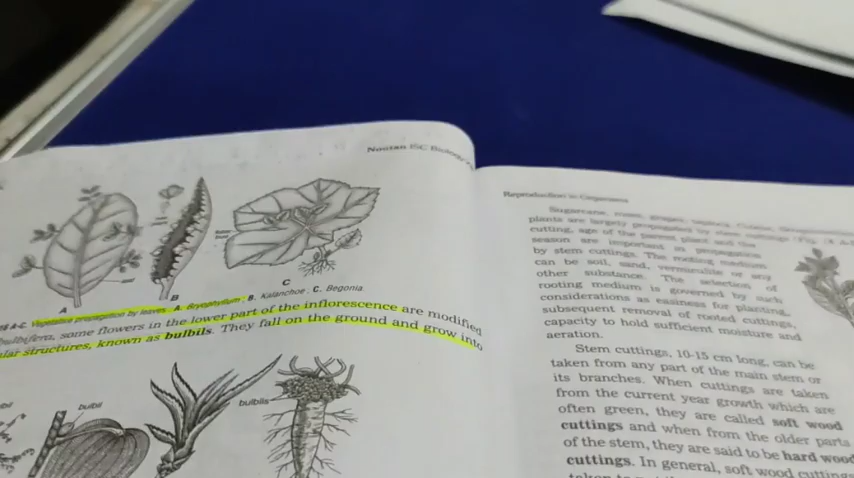 Nootan ISC Biology
A
B
C
A-C. Vegetative propagation by leaves. A. Bryophyllum; B. Kalanchoe; C. Begonia.
bulbifera, some flowers in the lower part of the inflorescence are modified
structures, known as bulbils. They fall on the ground and grow into
bulbil
bulbils
Reproduction in Organisms
Sugarcane, rose, grapes,
plants are largely propagated by stem cuttings
cutting, age of the parent plant and the
season are important in propagation
by stem cuttings. The rooting medium
can be soil, sand, vermiculite or any
other substance. The selection of
rooting medium is governed by such
considerations as easiness for planting,
subsequent removal of rooted cuttings,
capacity to hold sufficient moisture and
aeration.
Stem cuttings, 10-15 cm long, can be
taken from any part of the main stem or
its branches. When cuttings are taken
from the current year growth which are
often green, they are called soft wood
cuttings and when from the older parts
of the stem, they are said to be hard wood
cuttings. In general, soft wood cuttings